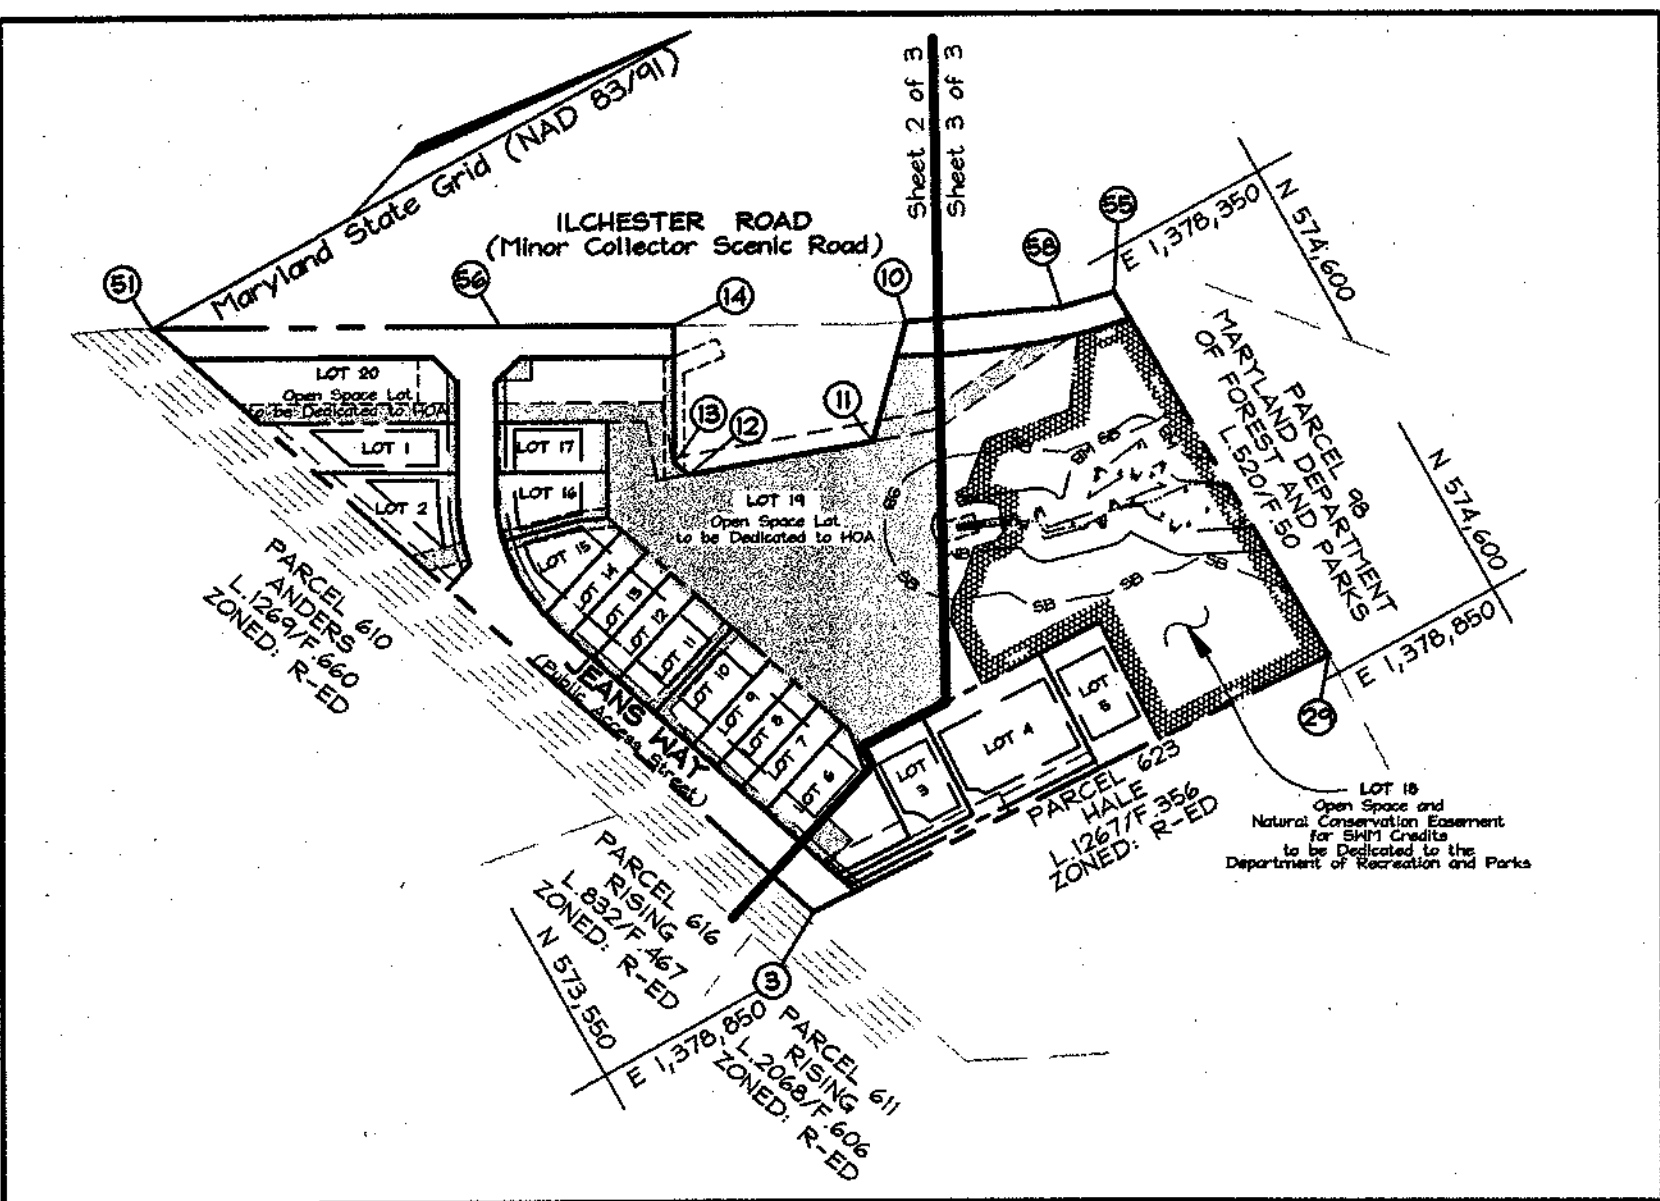 Maryland State Grid (NAD 83/91)
Sheet 2 of 3
Sheet 3 of 3
ILCHESTER ROAD
(Minor Collector Scenic Road)
51
56
14
10
58
55
E 1,378,350
N 574,600
13
12
11
LOT 20
Open Space Lot
to be Dedicated to HOA
LOT 1
LOT 2
LOT 17
LOT 16
LOT 19
Open Space Lot
to be Dedicated to HOA
SB
SB
SB
SB
SB
SB
PARCEL 98
MARYLAND DEPARTMENT
OF FOREST AND PARKS
L.520/F.50
N 574,600
E 1,378,850
29
LOT 15
LOT 14
LOT 13
LOT 12
LOT 11
LOT 10
LOT 9
LOT 8
LOT 7
LOT 6
LOT 3
LOT 4
LOT 5
JEANS WAY
(Public Access Street)
PARCEL 610
ANDERS
L.1269/F.660
ZONED: R-ED
PARCEL 623
HALE
L.1267/F.356
ZONED: R-ED
LOT 18
Open Space and
Natural Conservation Easement
for SWM Credits
to be Dedicated to the
Department of Recreation and Parks
PARCEL 616
RISING
L.832/F.467
ZONED: R-ED
3
N 573,550
E 1,378,850
PARCEL 611
RISING
L.2068/F.606
ZONED: R-ED